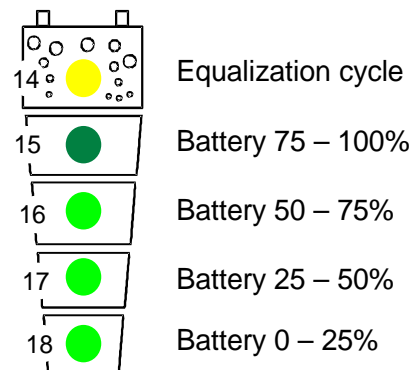 14 Equalization cycle
15 Battery 75 – 100%
16 Battery 50 – 75%
17 Battery 25 – 50%
18 Battery 0 – 25%